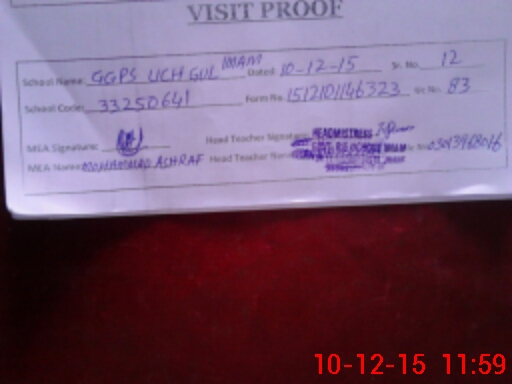 VISIT PROOF
School Name: GGPS UCH GUL IMAM Dated: 10-12-15 Sr. No. 12
School Code: 33250641 Form No. 1512101146323 83
MEA Signature: Head Teacher Signature HEADMISTRESS
MEA Name: ASHRAF Head Teacher Name
10-12-15 11:59